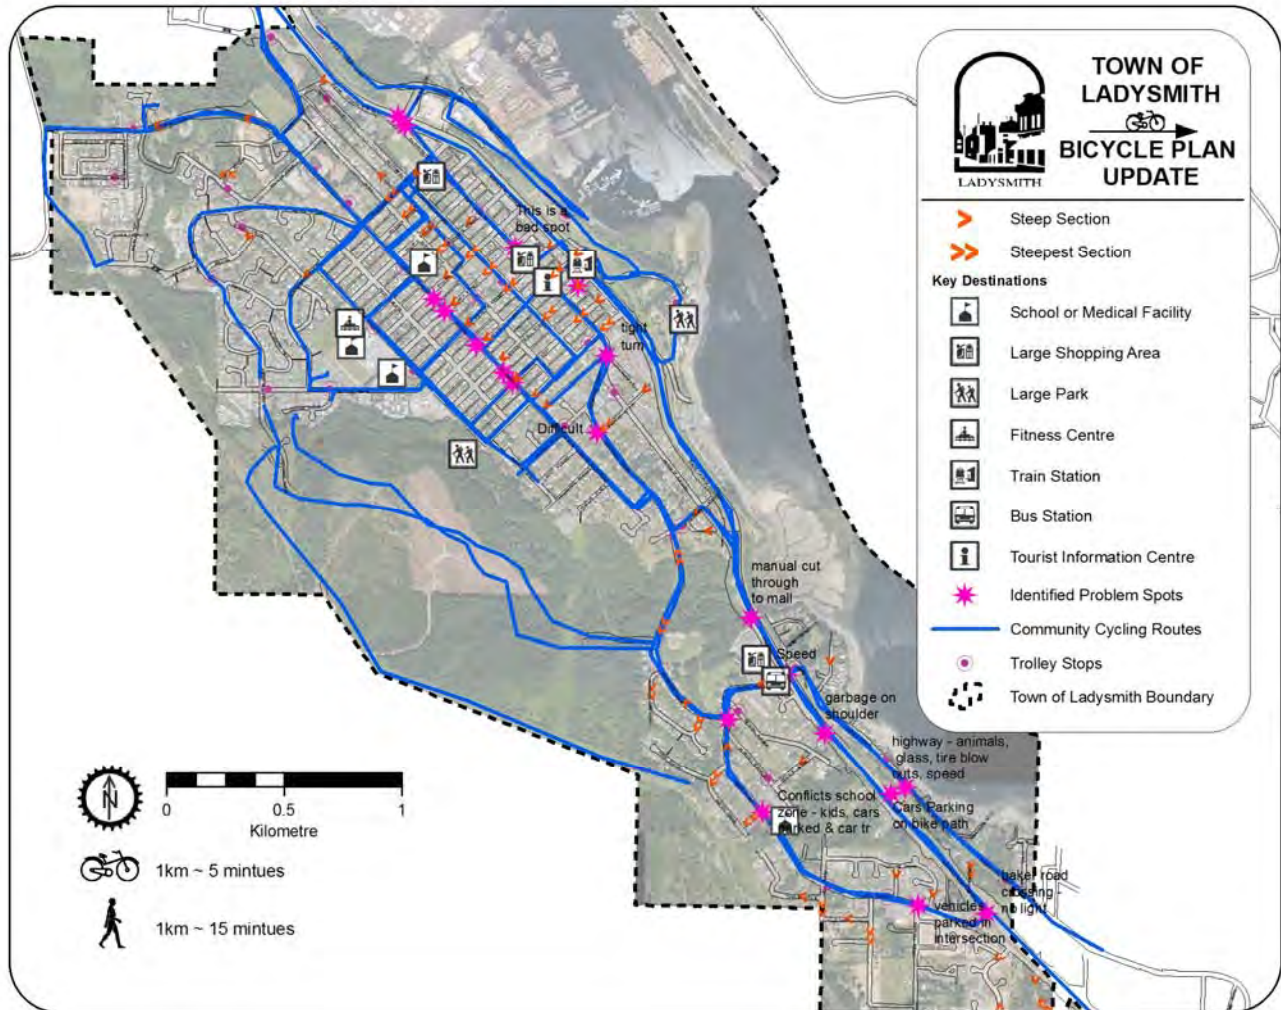 TOWN OF
LADYSMITH
BICYCLE PLAN
UPDATE
LADYSMITH
Steep Section
Steepest Section
Key Destinations
School or Medical Facility
Large Shopping Area
Large Park
Fitness Centre
Train Station
Bus Station
Tourist Information Centre
Identified Problem Spots
Community Cycling Routes
Trolley Stops
Town of Ladysmith Boundary
This is a
bad spot
tight
turn
Difficult
manual cut
through
to mall
Speed
garbage on
shoulder
highway - animals,
glass, tire blow
outs, speed
Cars Parking
on bike path
Conflicts school
zone - kids, cars
parked & car tr
baker road
crossing -
no light
vehicles
parked in
intersection
N
0 0.5 1
Kilometre
1km ~ 5 mintues
1km ~ 15 mintues